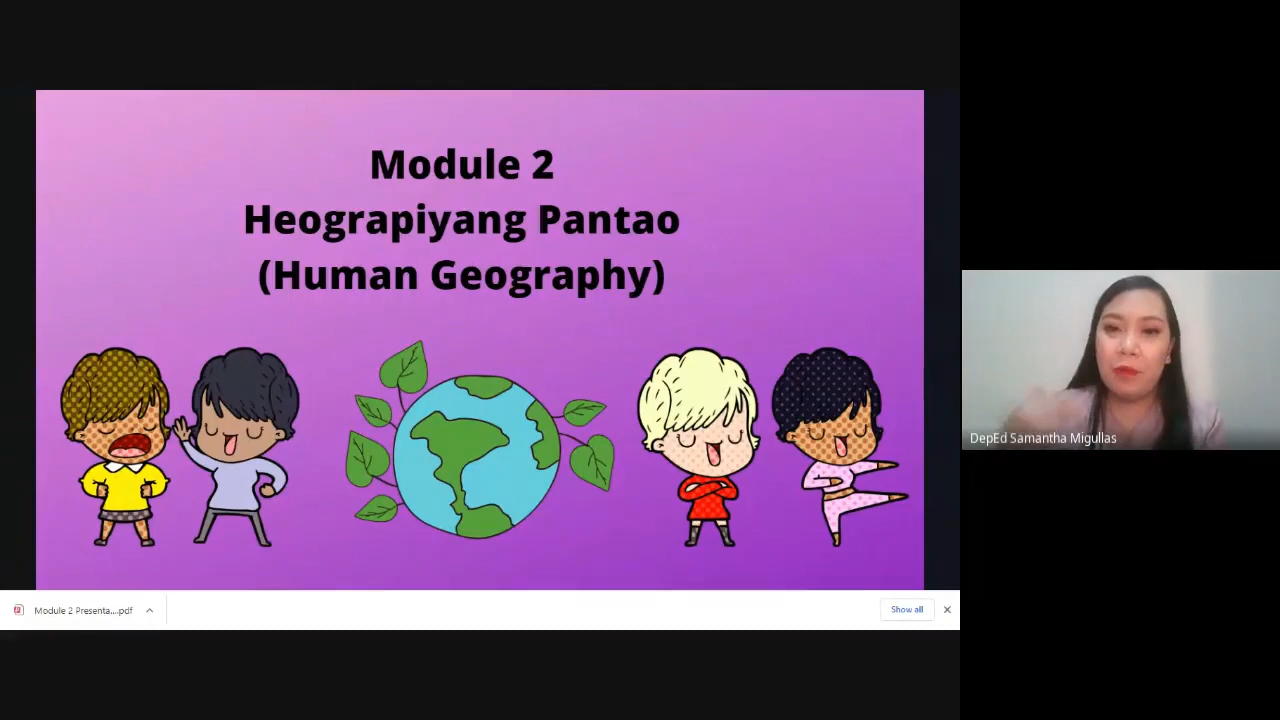 Module 2
Heograpiyang Pantao
(Human Geography)
DepEd Samantha Migullas
Module 2 Presenta....pdf
Show all